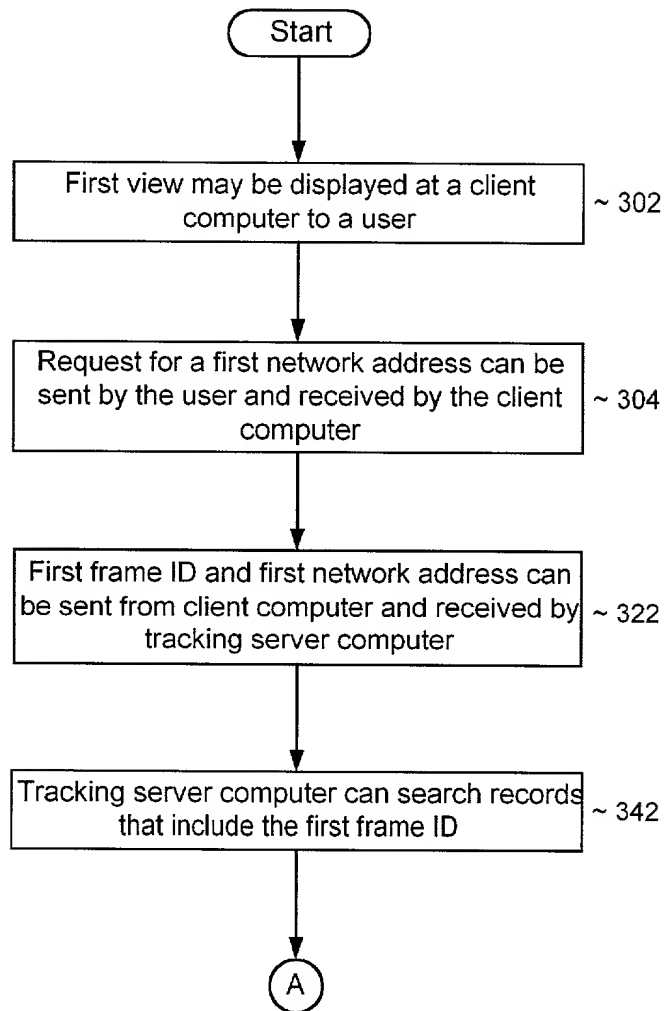 Start
First view may be displayed at a client
computer to a user
~ 302
Request for a first network address can be
sent by the user and received by the client
computer
~ 304
First frame ID and first network address can
be sent from client computer and received by
tracking server computer
~ 322
Tracking server computer can search records
that include the first frame ID
~ 342
A